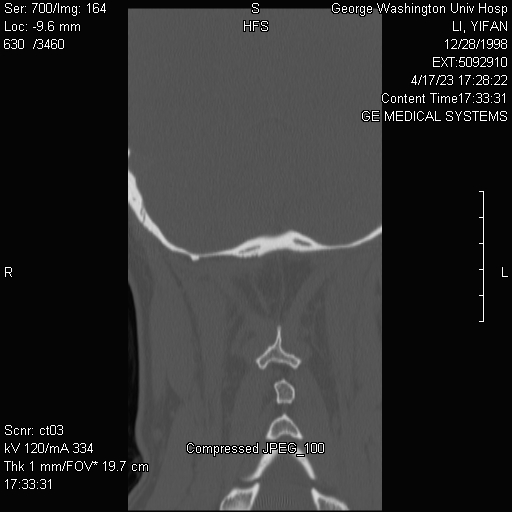 Ser: 700/Img: 164
Loc: -9.6 mm
630 /3460
S
HFS
George Washington Univ Hosp
LI, YIFAN
12/28/1998
EXT:5092910
4/17/23 17:28:22
Content Time17:33:31
GE MEDICAL SYSTEMS
R
L
Scnr: ct03
kV 120/mA 334
Thk 1 mm/FOV* 19.7 cm
17:33:31
Compressed JPEG_100